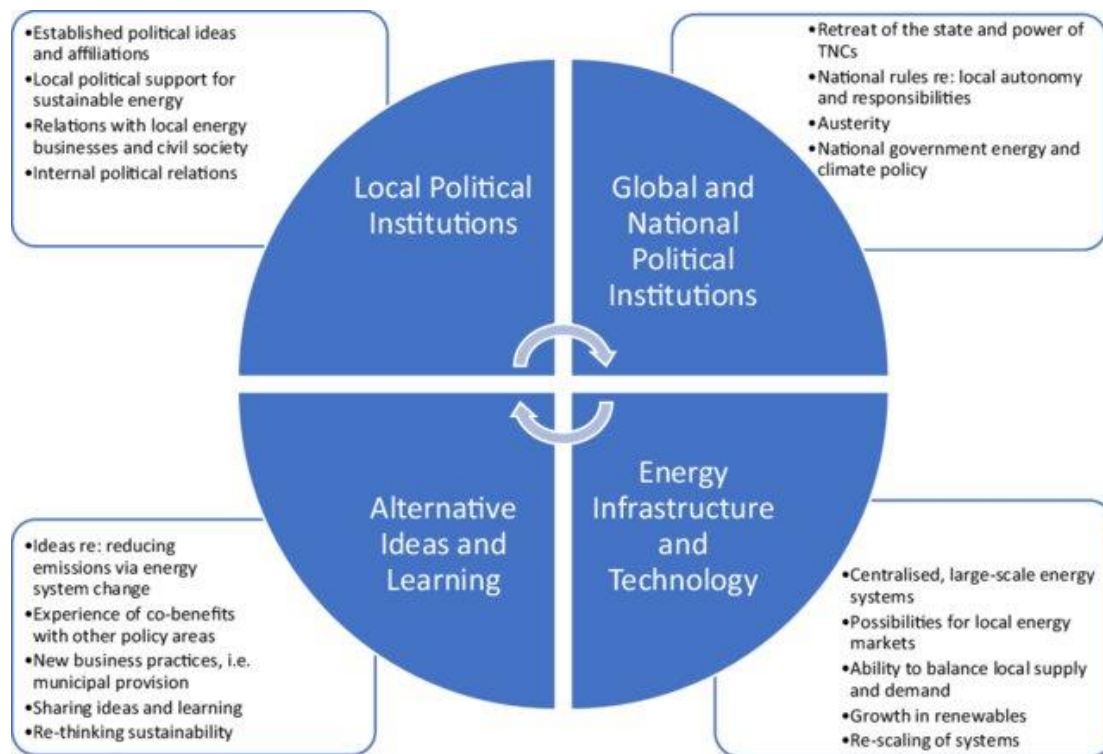 •Established political ideas
and affiliations
•Local political support for
sustainable energy
•Relations with local energy
businesses and civil society
•Internal political relations
•Retreat of the state and power of
TNCs
•National rules re: local autonomy
and responsibilities
•Austerity
•National government energy and
climate policy
Local Political
Institutions
Global and
National
Political
Institutions
Alternative
Ideas and
Learning
Energy
Infrastructure
and
Technology
•Ideas re: reducing
emissions via energy
system change
•Experience of co-benefits
with other policy areas
•New business practices, i.e.
municipal provision
•Sharing ideas and learning
•Re-thinking sustainability
•Centralised, large-scale energy
systems
•Possibilities for local energy
markets
•Ability to balance local supply
and demand
•Growth in renewables
•Re-scaling of systems